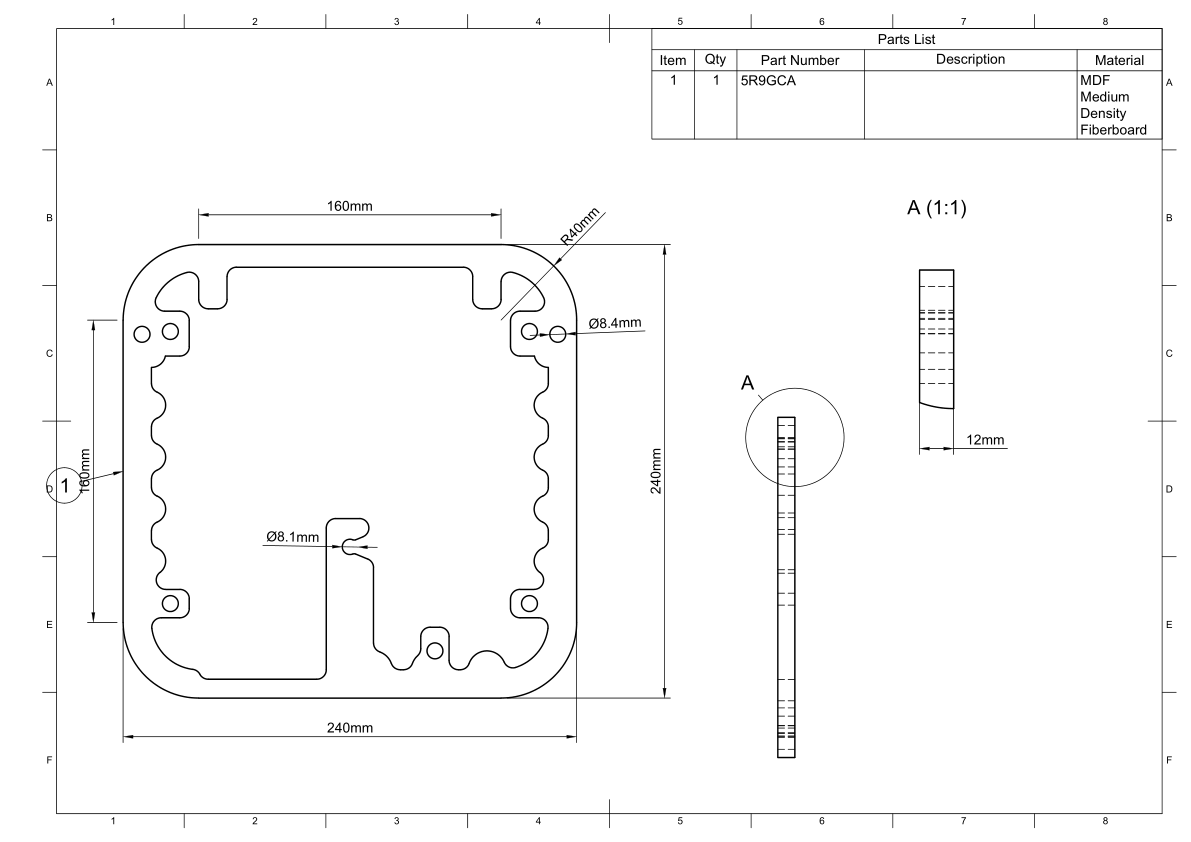 1 2 3 4 5 6 7 8
Parts List
Item Qty Part Number Description Material
1 1 5R9GCA MDF
Medium
Density
Fiberboard
A A
B B
C C
D D
E E
F F
160mm
R40mm
Ø8.4mm
160mm
1
240mm
Ø8.1mm
240mm
A
A (1:1)
12mm
1 2 3 4 5 6 7 8